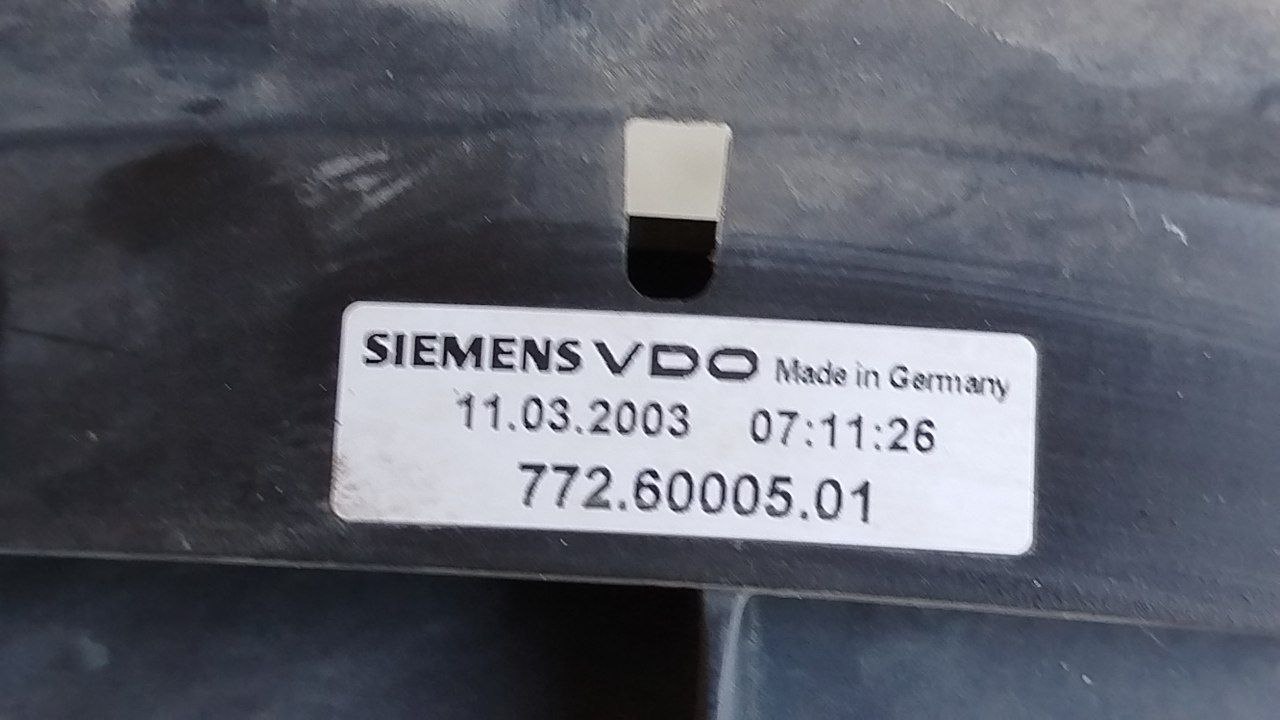 SIEMENS VDO Made in Germany
11.03.2003 07:11:26
772.60005.01